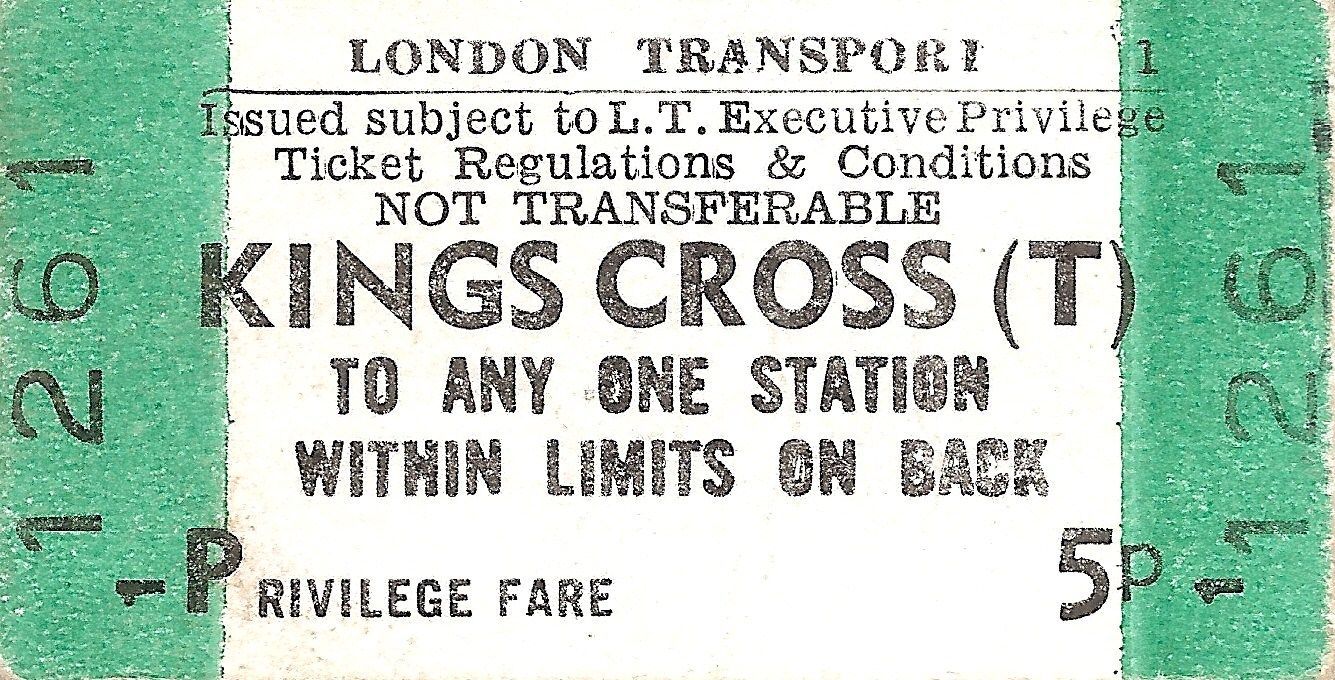 LONDON TRANSPORT 1
Issued subject to L.T. Executive Privilege
Ticket Regulations & Conditions
NOT TRANSFERABLE
KINGS CROSS (T)
TO ANY ONE STATION
WITHIN LIMITS ON BACK
PRIVILEGE FARE 5P
1261
1261
1
1